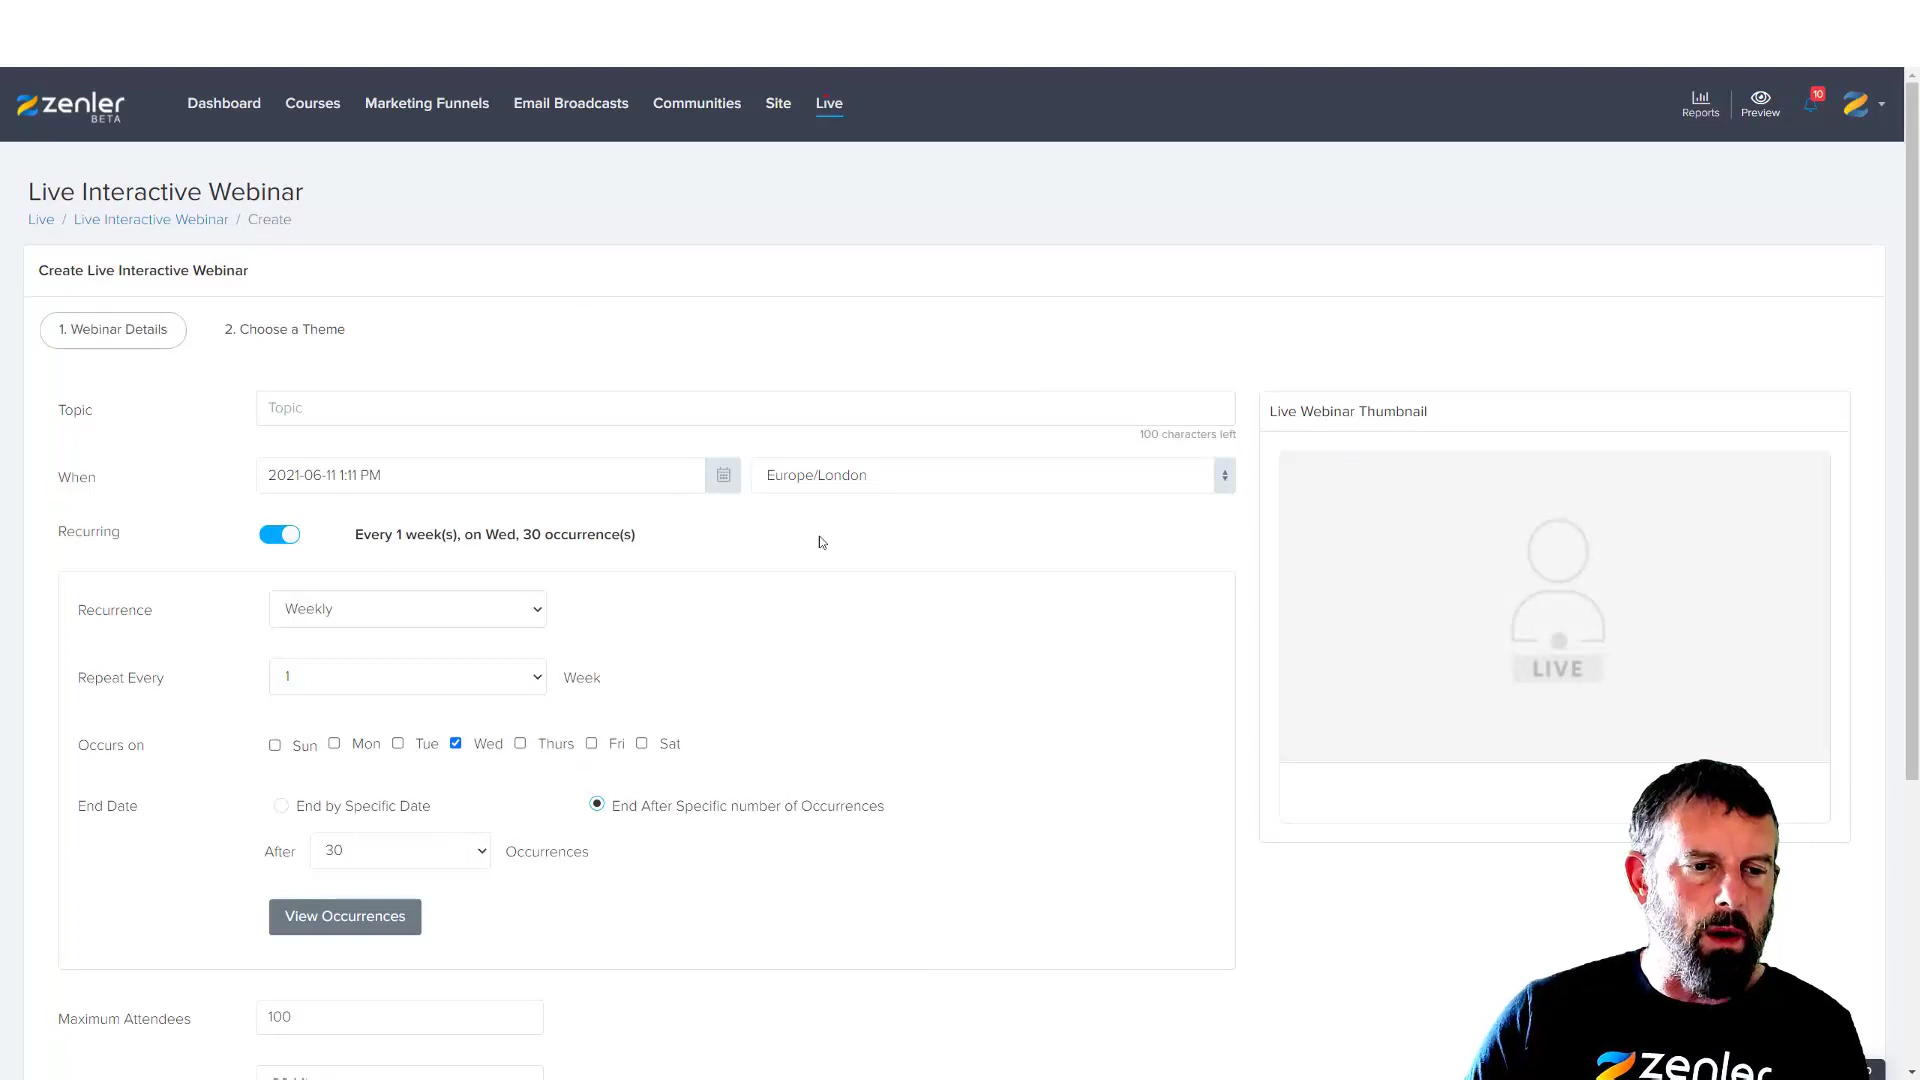 zenler
BETA
Dashboard Courses Marketing Funnels Email Broadcasts Communities Site Live
Reports Preview 10
Live Interactive Webinar
Live / Live Interactive Webinar / Create
Create Live Interactive Webinar
1. Webinar Details 2. Choose a Theme
Topic Topic
100 characters left
When 2021-06-11 1:11 PM Europe/London
Recurring Every 1 week(s), on Wed, 30 occurrence(s)
Recurrence Weekly
Repeat Every 1 Week
Occurs on Sun Mon Tue Wed Thurs Fri Sat
End Date End by Specific Date End After Specific number of Occurrences
After 30 Occurrences
View Occurrences
Maximum Attendees 100
Live Webinar Thumbnail
LIVE
zenler